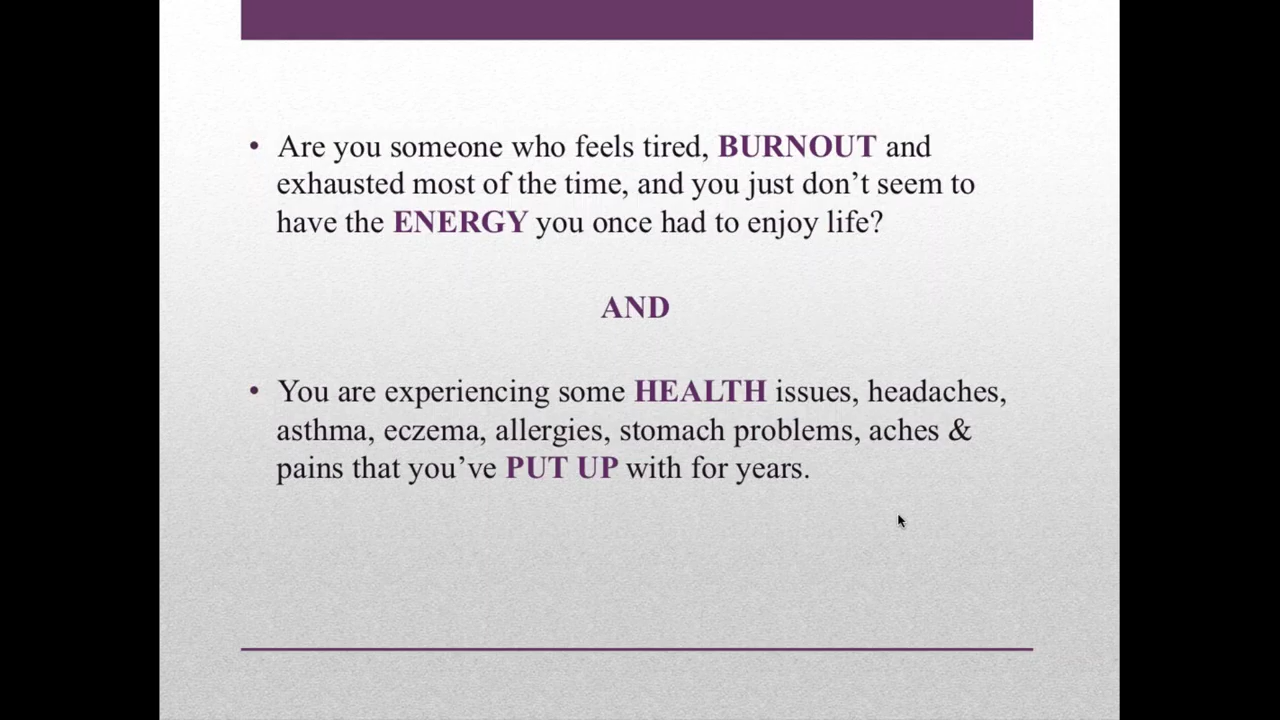 • Are you someone who feels tired, BURNOUT and
exhausted most of the time, and you just don’t seem to
have the ENERGY you once had to enjoy life?
AND
• You are experiencing some HEALTH issues, headaches,
asthma, eczema, allergies, stomach problems, aches &
pains that you’ve PUT UP with for years.